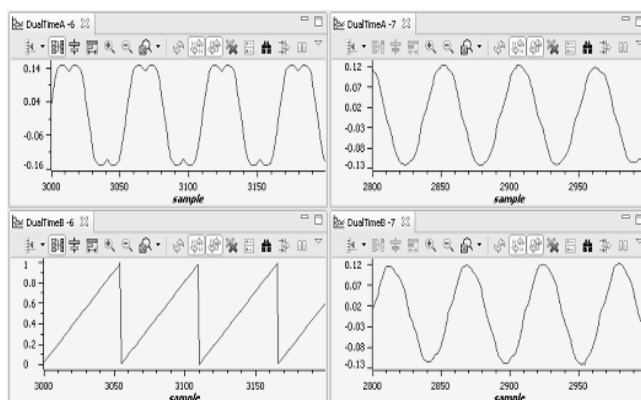 DualTimeA -6
0.14
0.04
-0.06
-0.16
3000 3050 3100 3150
sample
DualTimeA -7
0.12
0.07
0.02
-0.03
-0.08
-0.13
2800 2850 2900 2950
sample
DualTimeB -6
1
0.8
0.6
0.4
0.2
0
3000 3050 3100 3150
sample
DualTimeB -7
0.12
0.07
0.02
-0.03
-0.08
-0.13
2800 2850 2900 2950
sample